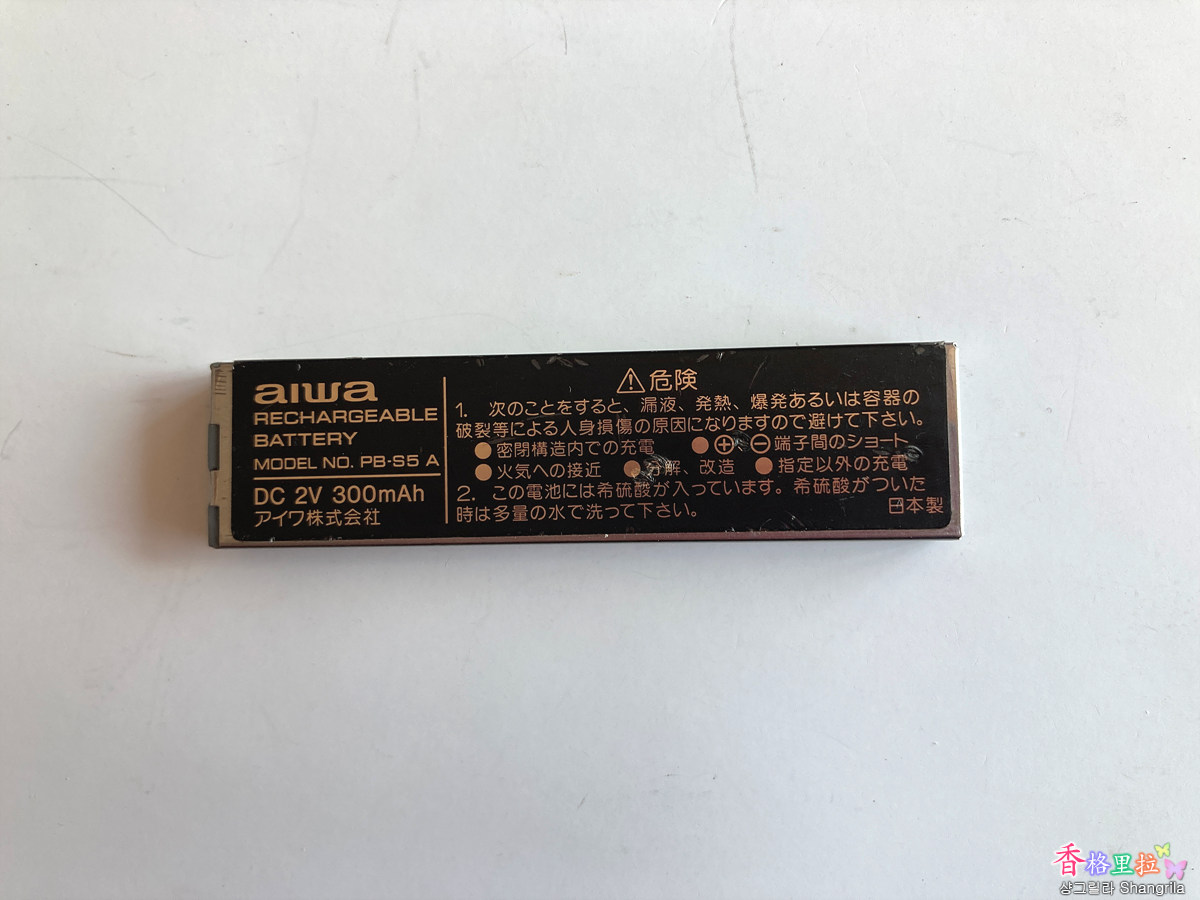 aiwa
RECHARGEABLE
BATTERY
MODEL NO. PB-S5 A
DC 2V 300mAh
アイワ株式会社
⚠危険
1. 次のことをすると、漏液、発熱、爆発あるいは容器の
破裂等による人身損傷の原因になりますので避けて下さい。
●密閉構造内での充電 ●⊕、⊖端子間のショート
●火気への接近 ●分解、改造 ●指定以外の充電
2. この電池には希硫酸が入っています。希硫酸がついた
時は多量の水で洗って下さい。
日本製
香格里拉
샹그릴라 Shangrila